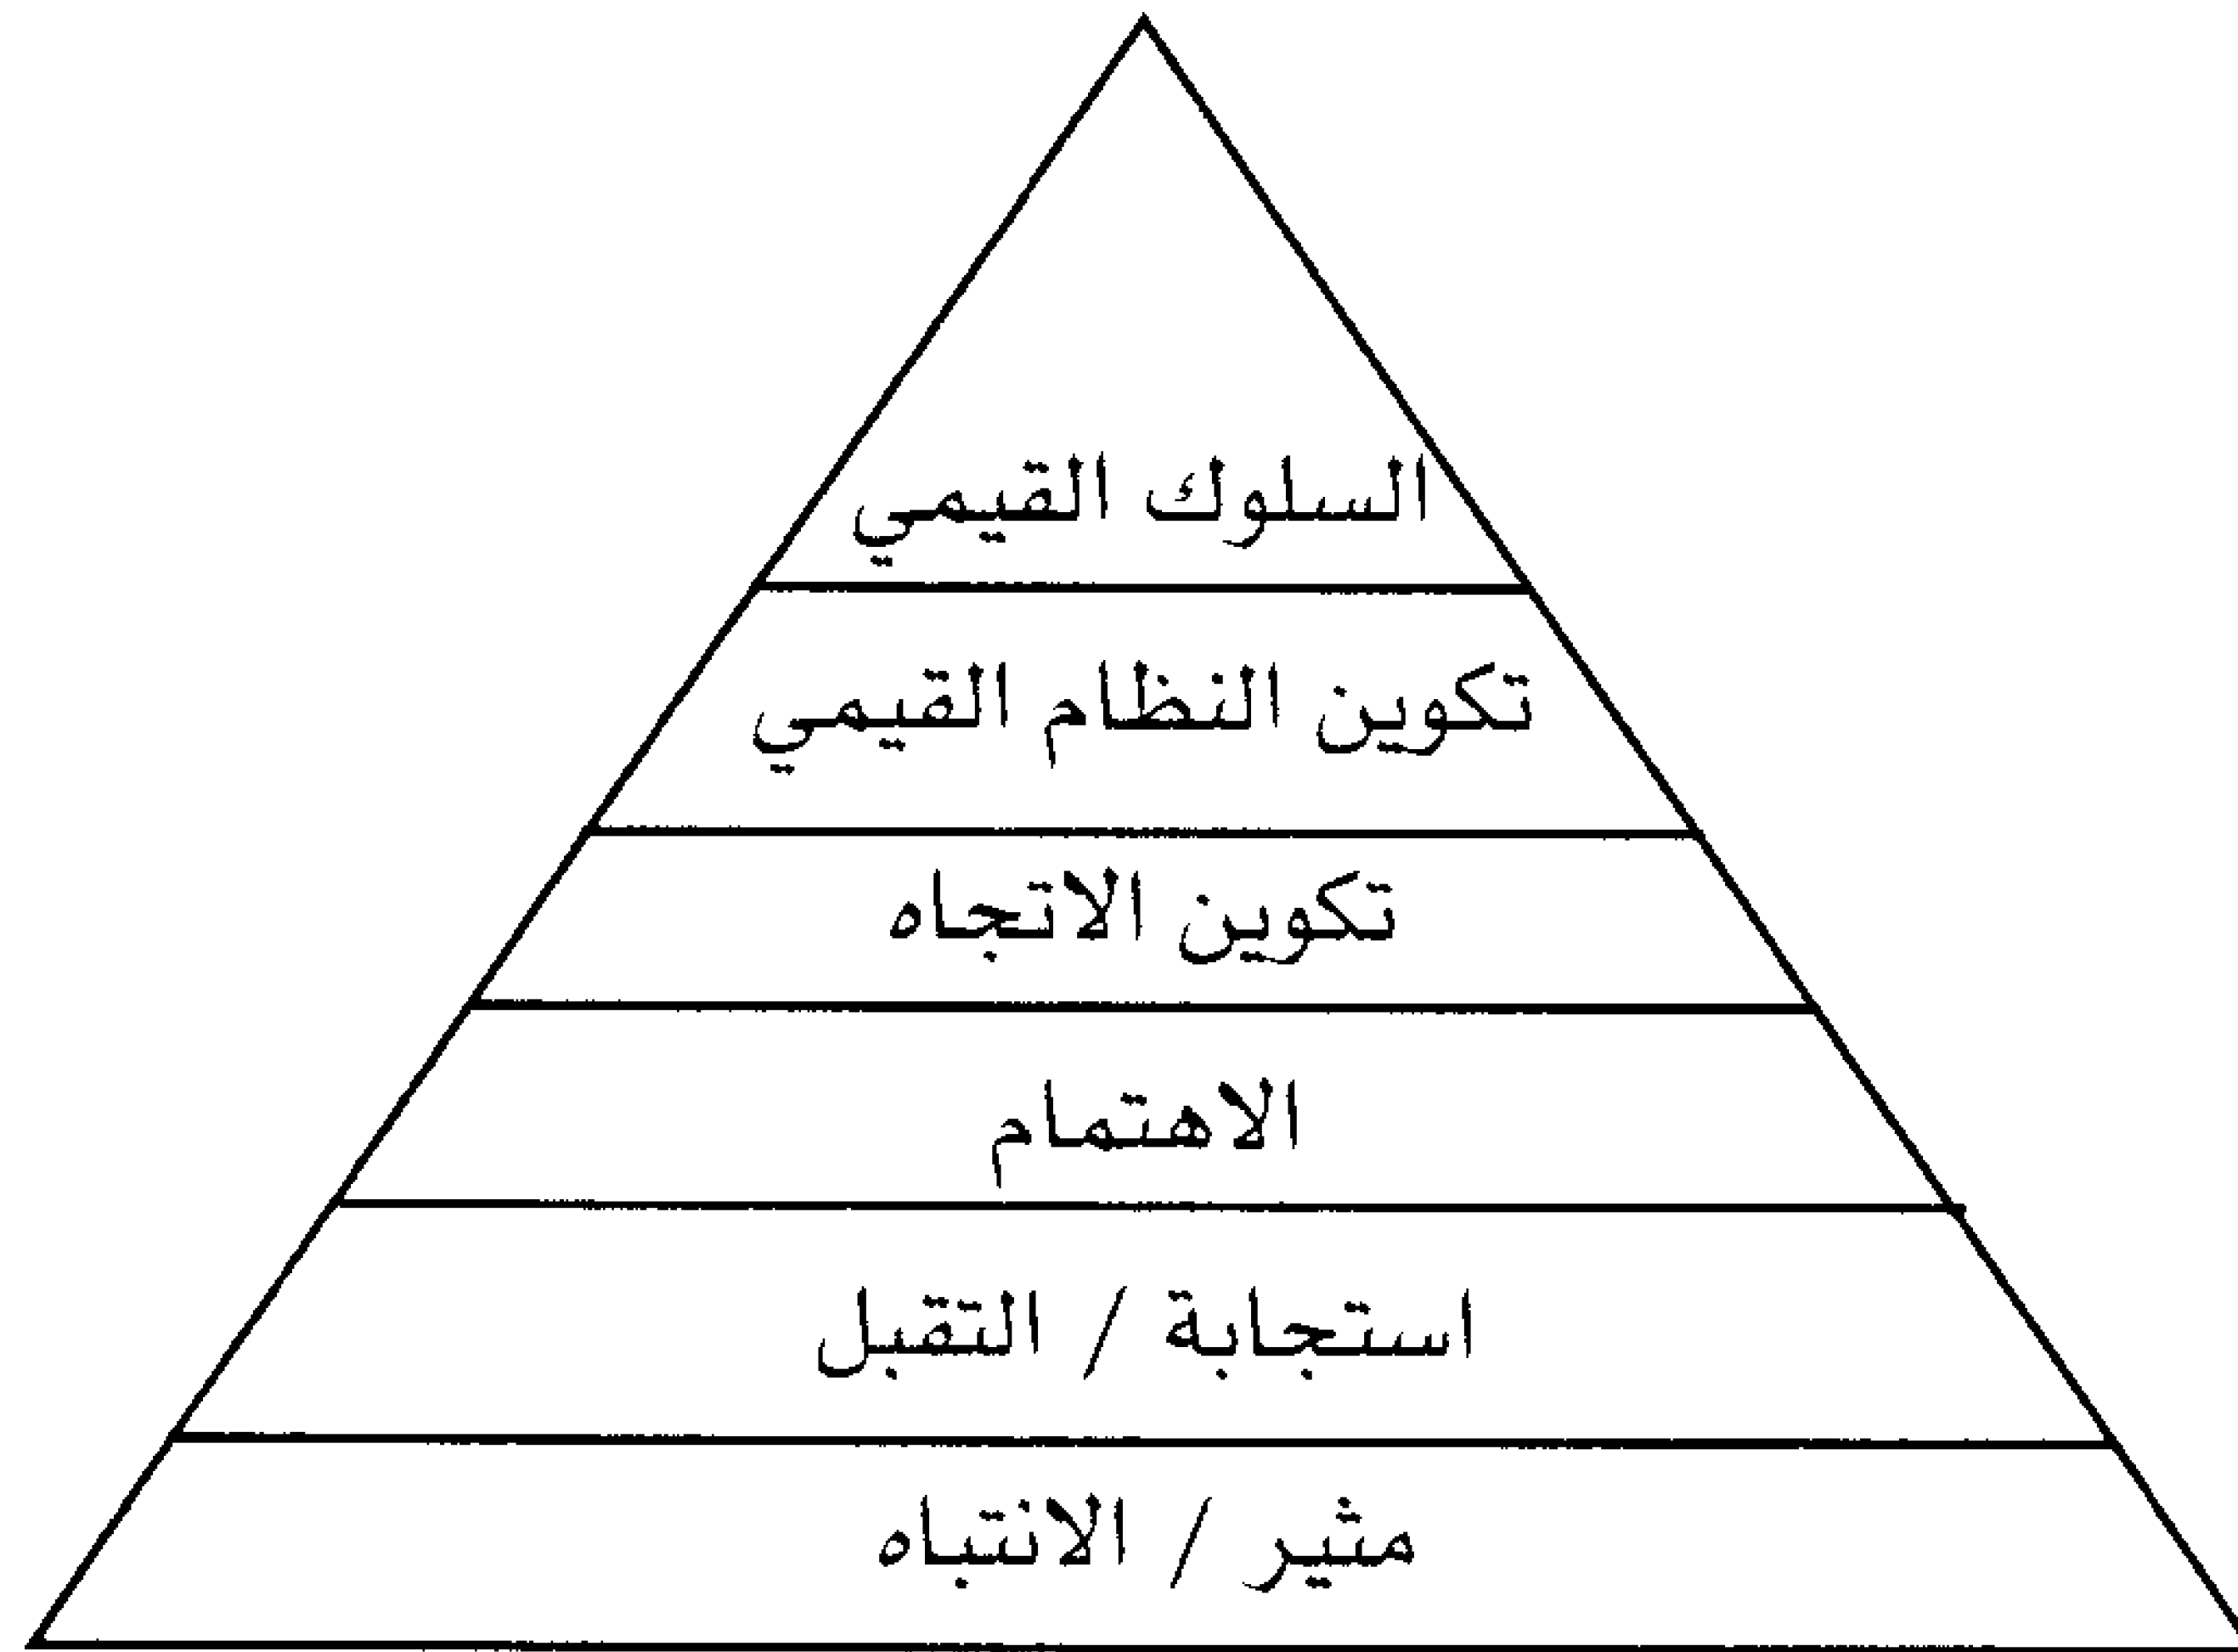 السلوك القيمي
تكوين النظام القيمي
تكوين الاتجاه
الاهتمام
استجابة / التقبل
مثير / الانتباه